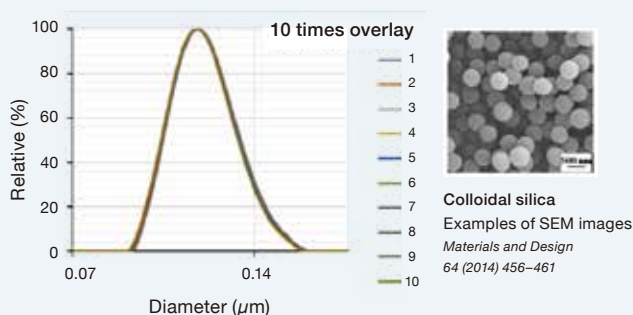 10 times overlay
Relative (%)
100
80
60
40
20
0
0.07
0.14
Diameter (µm)
1
2
3
4
5
6
7
8
9
10
Colloidal silica
Examples of SEM images
Materials and Design
64 (2014) 456–461